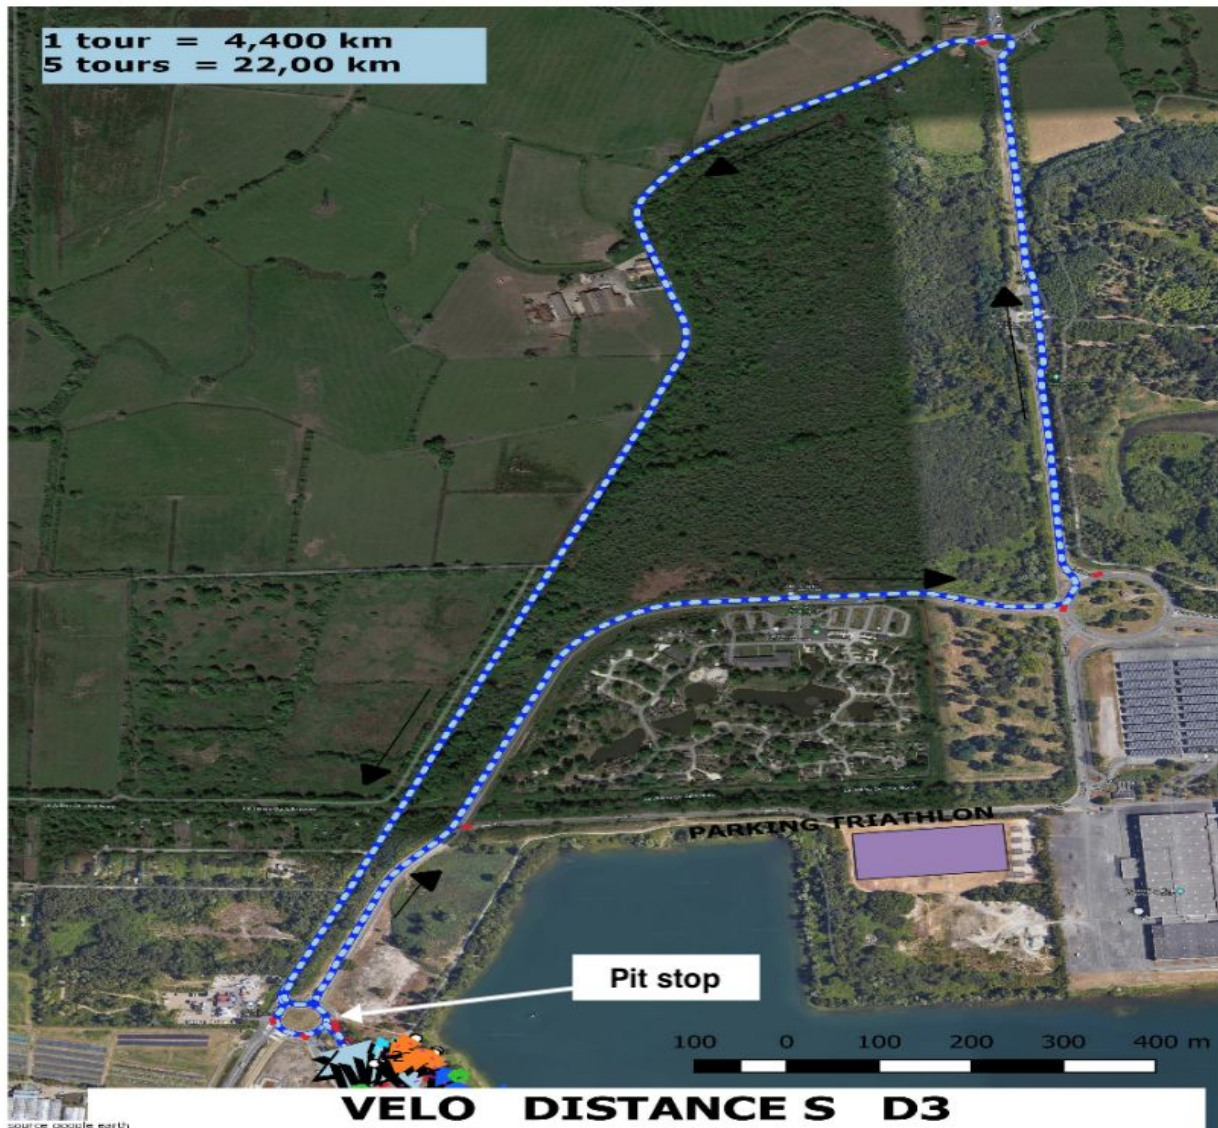 1 tour = 4,400 km
5 tours = 22,00 km
PARKING TRIATHLON
Pit stop
100 0 100 200 300 400 m
VELO DISTANCE S D3
source google earth